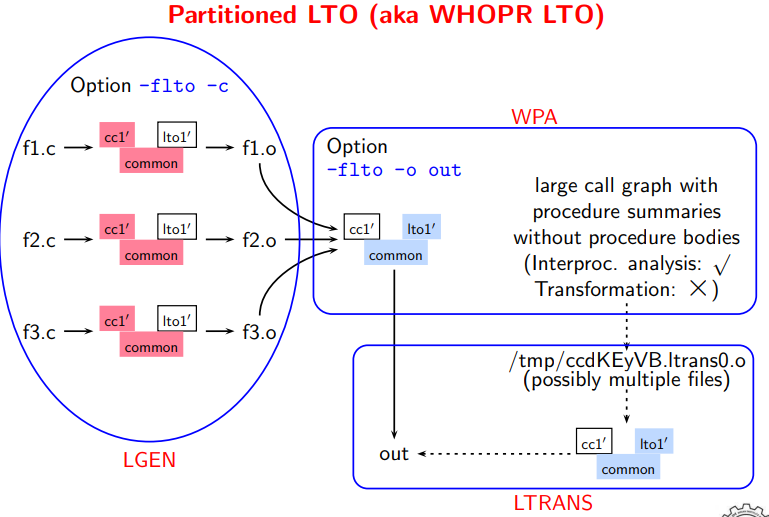 Partitioned LTO (aka WHOPR LTO)
Option -flto -c
f1.c
cc1′
lto1′
common
f1.o
f2.c
cc1′
lto1′
common
f2.o
f3.c
cc1′
lto1′
common
f3.o
LGEN
WPA
Option
-flto -o out
cc1′
lto1′
common
large call graph with
procedure summaries
without procedure bodies
(Interproc. analysis: √
Transformation: ×)
/tmp/ccdKEyVB.ltrans0.o
(possibly multiple files)
out
cc1′
lto1′
common
LTRANS